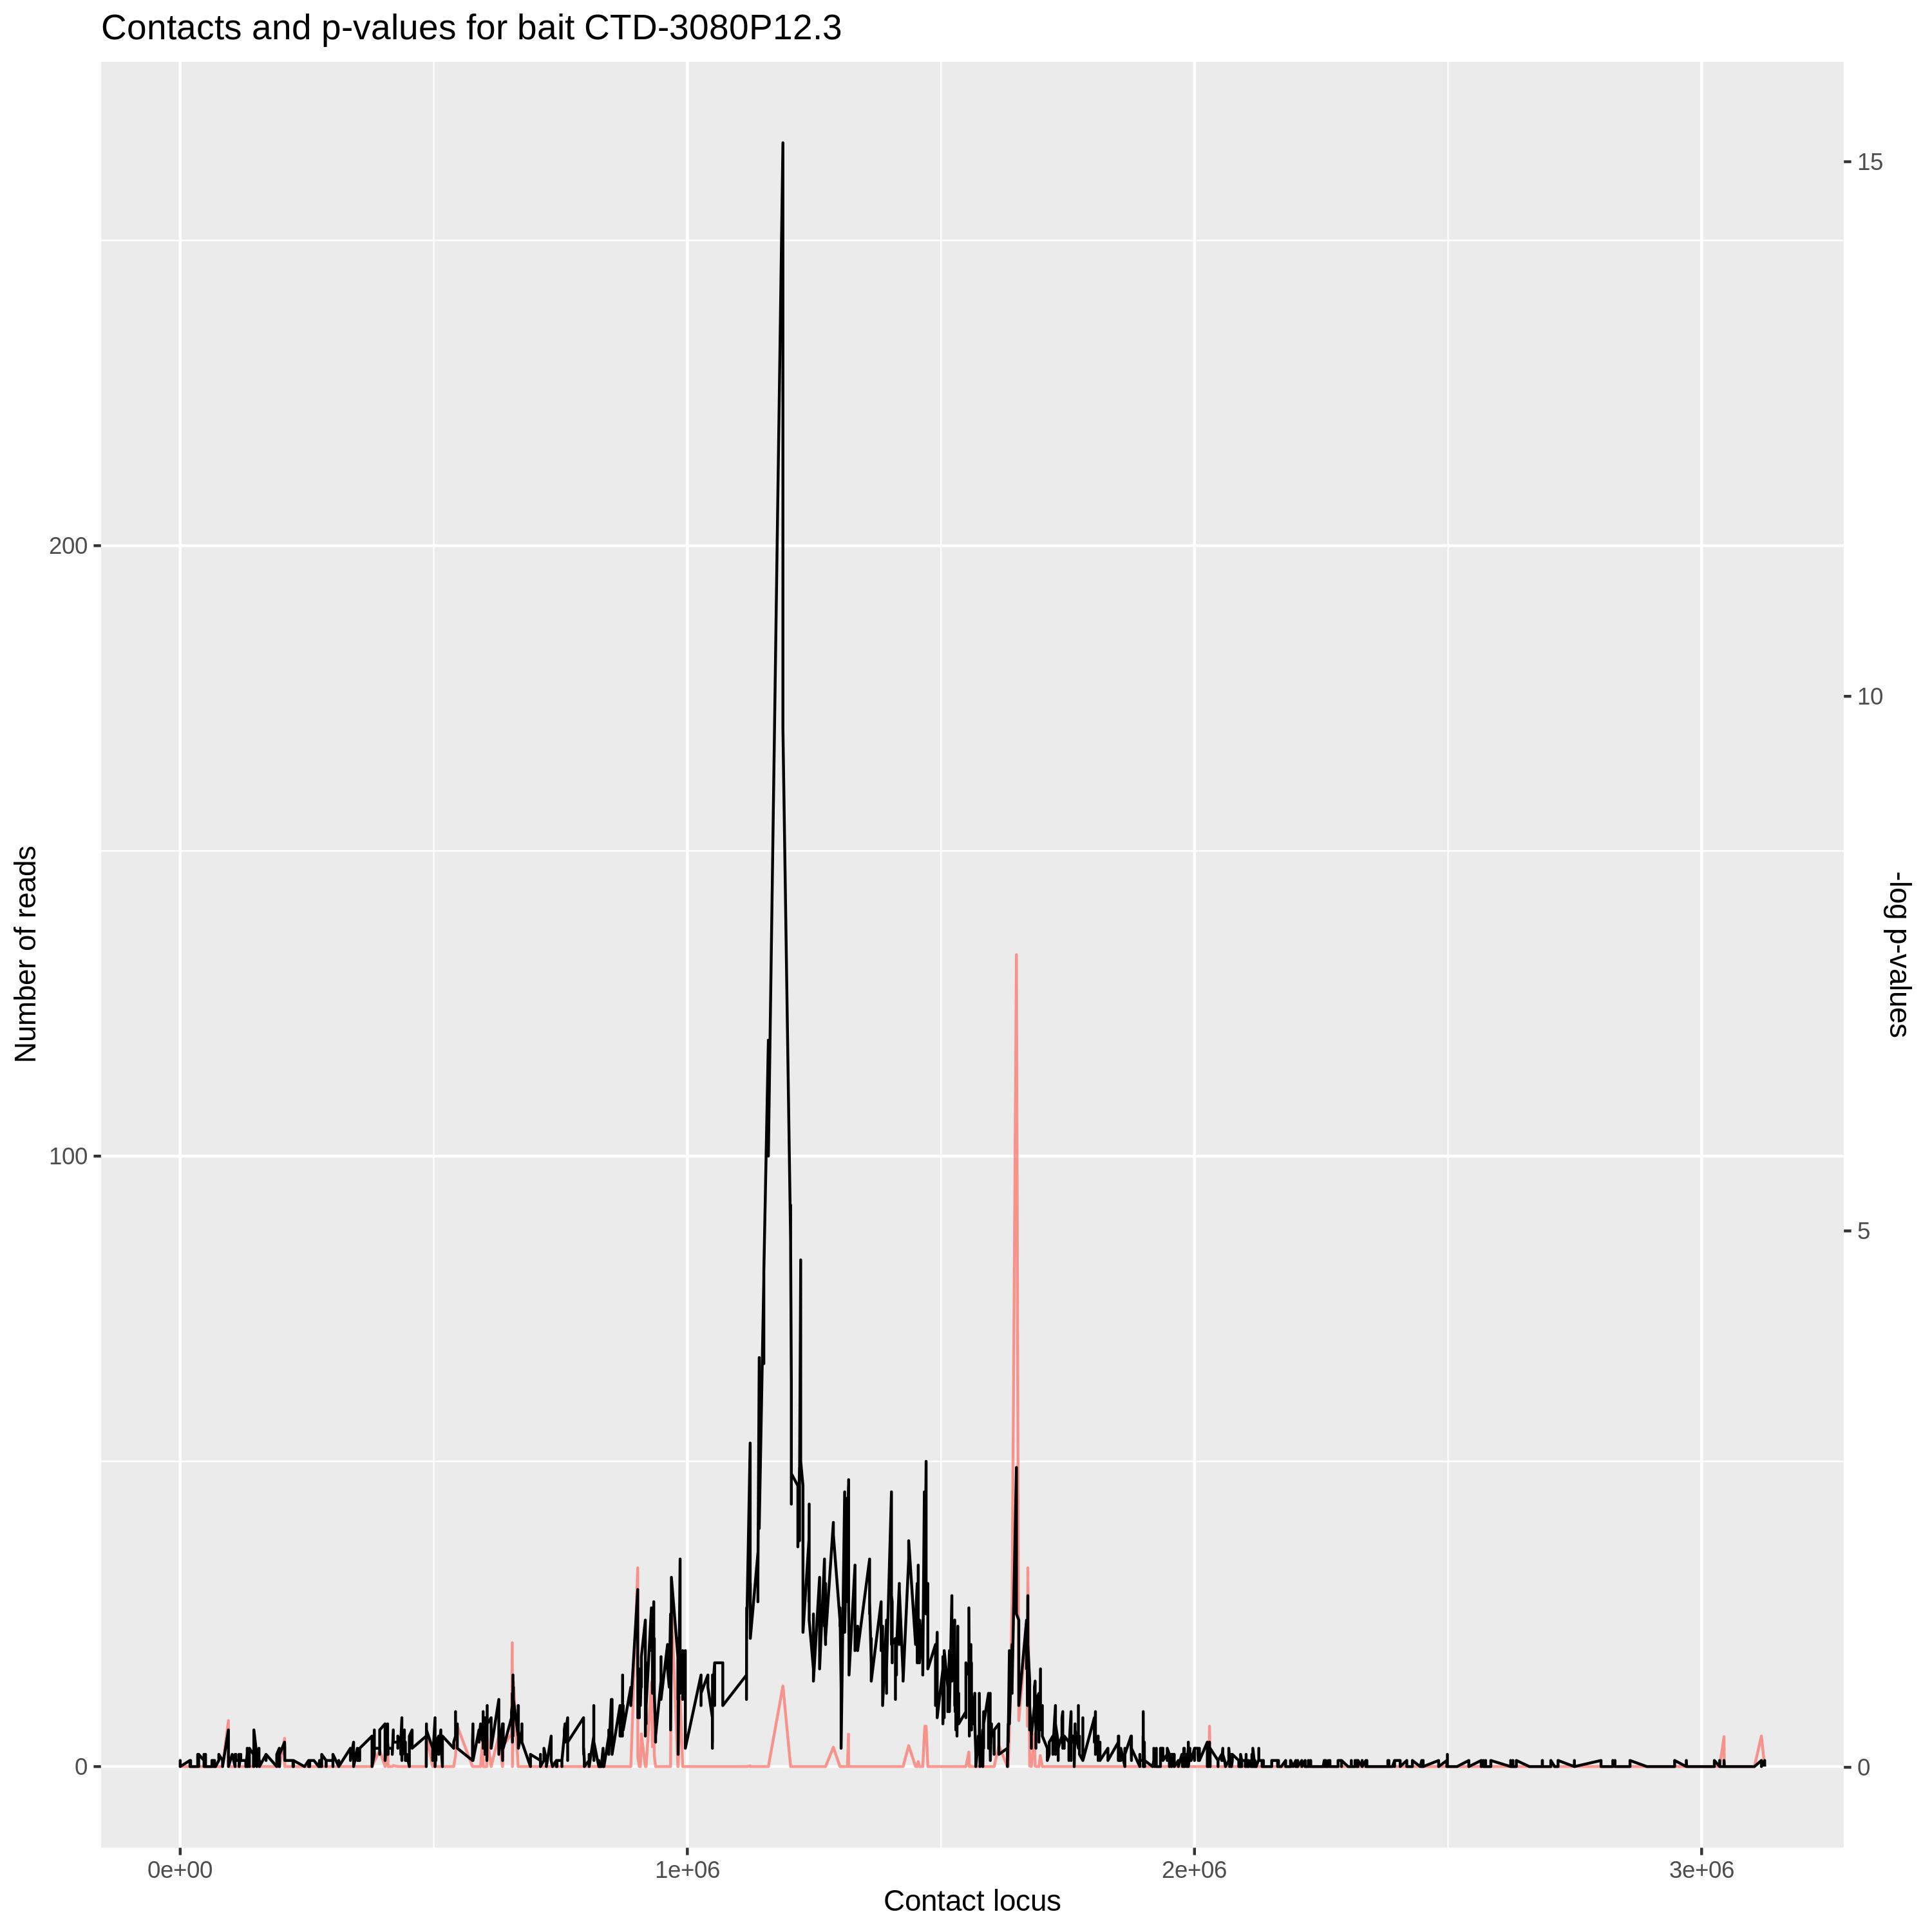 Contacts and p-values for bait CTD-3080P12.3
15
200
10
Number of reads
-log p-values
100
5
0
0
0e+00
1e+06
2e+06
3e+06
Contact locus